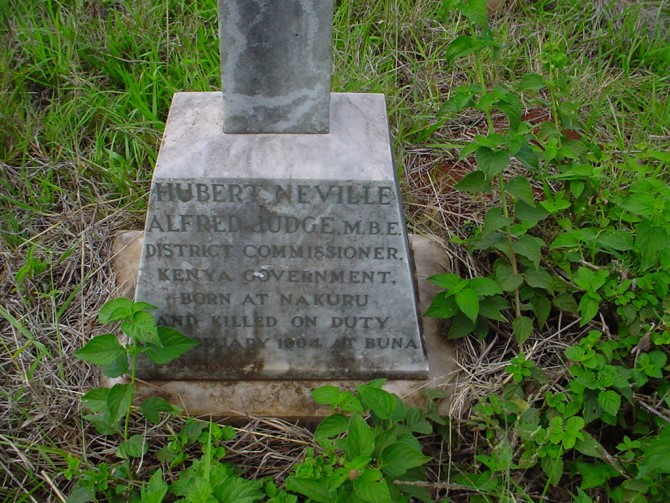 HUBERT NEVILLE
ALFRED JUDGE, M.B.E.
DISTRICT COMMISSIONER,
KENYA GOVERNMENT,
BORN AT NAKURU
AND KILLED ON DUTY
1964 AT BUNA